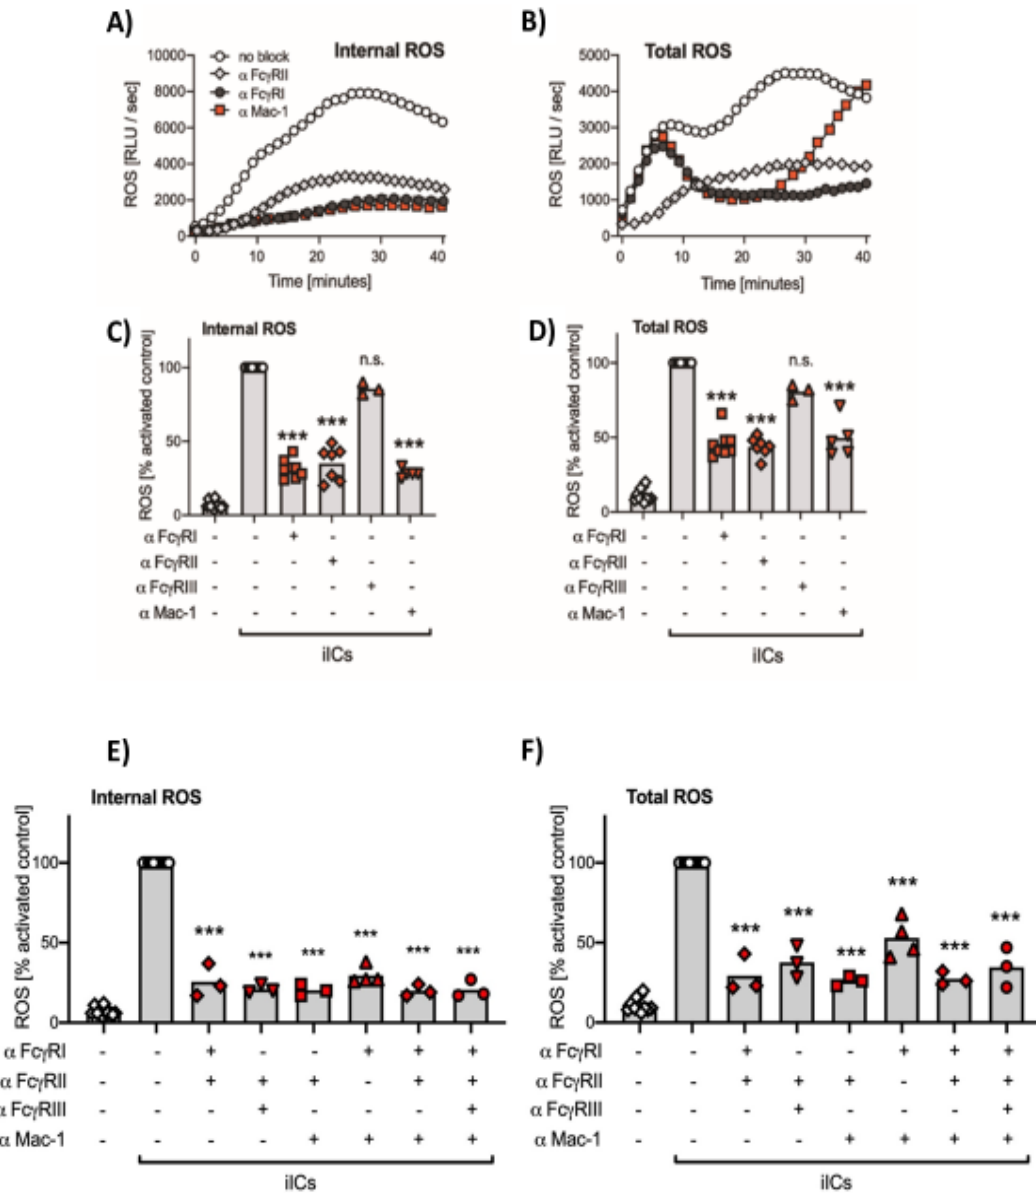 A)
Internal ROS
10000
8000
6000
4000
2000
0
ROS [RLU / sec]
no block
α FcγRII
α FcγRI
α Mac-1
0 10 20 30 40
Time [minutes]
B)
Total ROS
5000
4000
3000
2000
1000
0
ROS [RLU / sec]
0 10 20 30 40
Time [minutes]
C)
Internal ROS
ROS [% activated control]
100
50
0
*** *** n.s. ***
α FcγRI - - + - - -
α FcγRII - - - + - -
α FcγRIII - - - - + -
α Mac-1 - - - - - +
iICs
D)
Total ROS
ROS [% activated control]
100
50
0
*** *** n.s. ***
α FcγRI - - + - - -
α FcγRII - - - + - -
α FcγRIII - - - - + -
α Mac-1 - - - - - +
iICs
E)
Internal ROS
ROS [% activated control]
100
50
0
*** *** *** *** *** ***
α FcγRI - - + - - + + +
α FcγRII - - + + + - + +
α FcγRIII - - - + - - - +
α Mac-1 - - - - + + + +
iICs
F)
Total ROS
ROS [% activated control]
100
50
0
*** *** *** *** *** ***
α FcγRI - - + - - + + +
α FcγRII - - + + + - + +
α FcγRIII - - - + - - - +
α Mac-1 - - - - + + + +
iICs